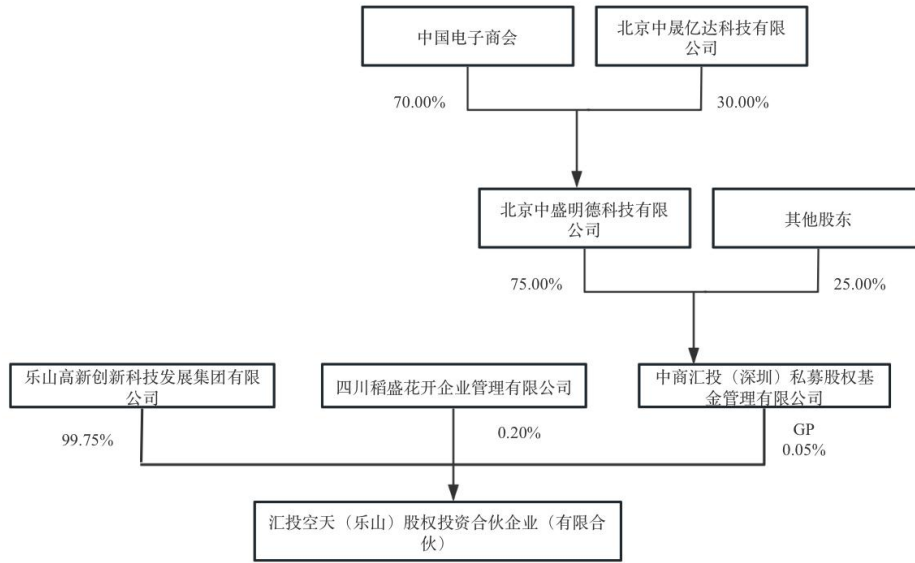 中国电子商会
北京中晟亿达科技有限
公司
70.00%
30.00%
北京中盛明德科技有限
公司
其他股东
75.00%
25.00%
乐山高新创新科技发展集团有限
公司
四川稻盛花开企业管理有限公司
中商汇投（深圳）私募股权基
金管理有限公司
99.75%
0.20%
GP
0.05%
汇投空天（乐山）股权投资合伙企业（有限合
伙）